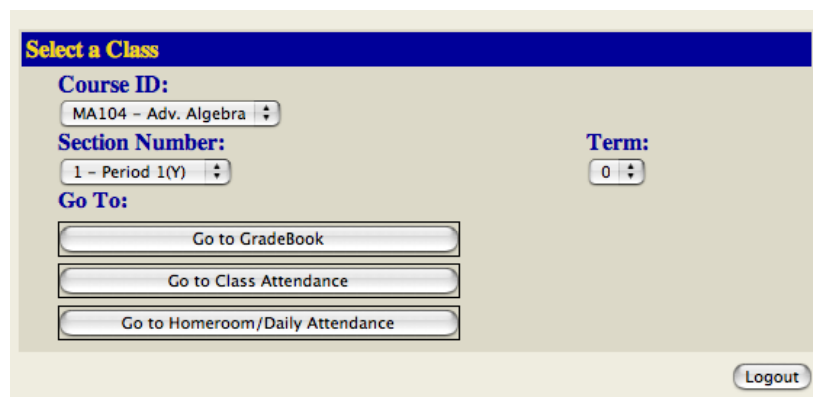 Select a Class
Course ID:
MA104 – Adv. Algebra
Section Number: Term:
1 – Period 1(Y) 0
Go To:
Go to GradeBook
Go to Class Attendance
Go to Homeroom/Daily Attendance
Logout